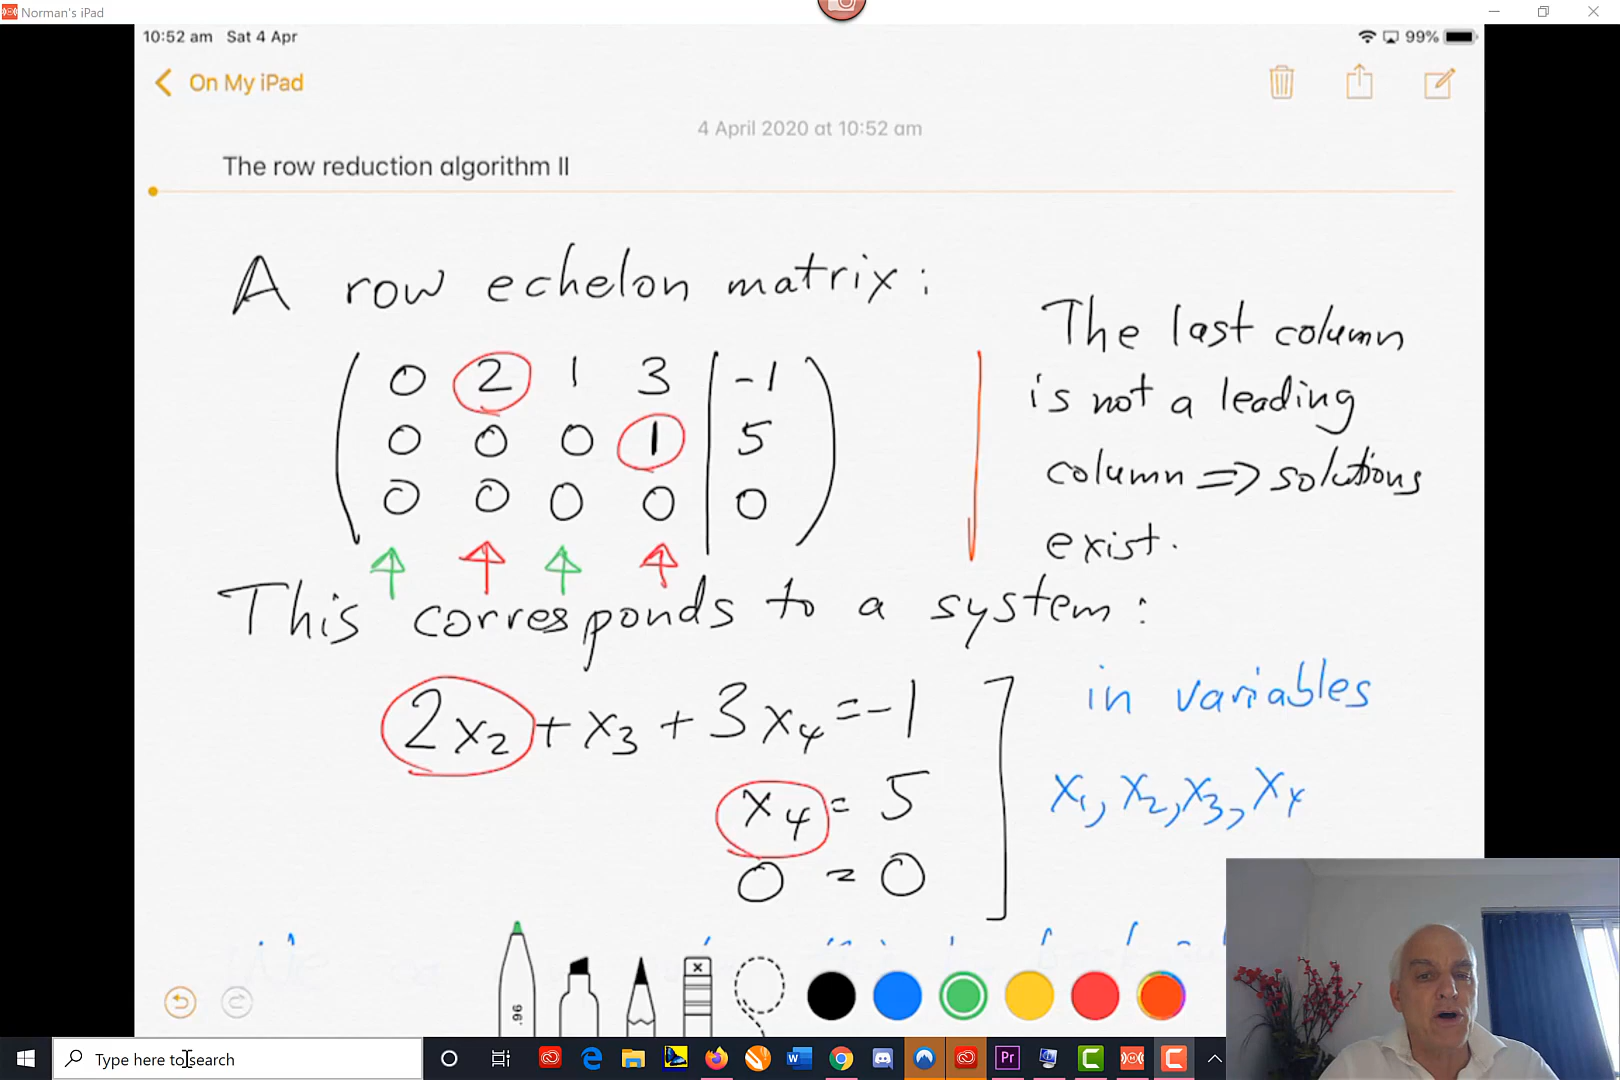 Norman's iPad
10:52 am Sat 4 Apr
99%
On My iPad
4 April 2020 at 10:52 am
The row reduction algorithm II
A row echelon matrix:
0 2 1 3 | -1
0 0 0 1 | 5
0 0 0 0 | 0
The last column
is not a leading
column => solutions
exist.
This corresponds to a system:
2x₂ + x₃ + 3x₄ = -1
x₄ = 5
0 = 0
in variables
x₁, x₂, x₃, x₄
.96
Type here to search